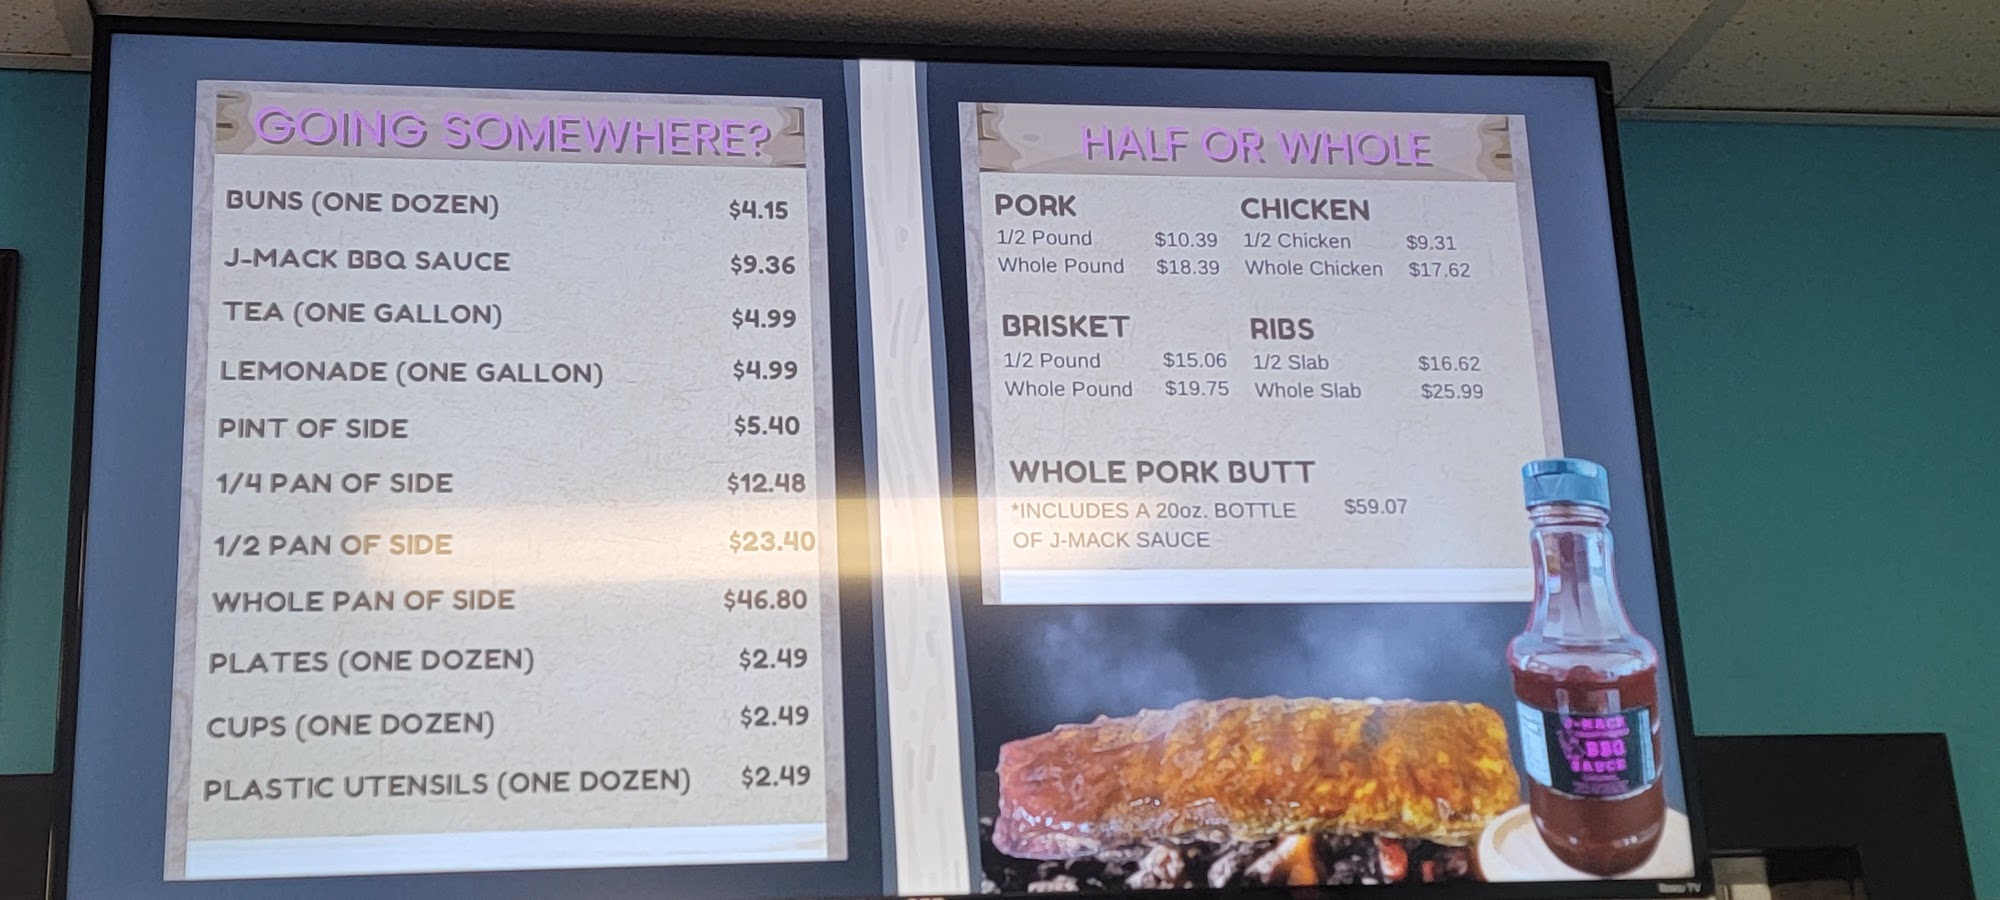 GOING SOMEWHERE?
BUNS (ONE DOZEN) $4.15
J-MACK BBQ SAUCE $9.36
TEA (ONE GALLON) $4.99
LEMONADE (ONE GALLON) $4.99
PINT OF SIDE $5.40
1/4 PAN OF SIDE $12.48
1/2 PAN OF SIDE $23.40
WHOLE PAN OF SIDE $46.80
PLATES (ONE DOZEN) $2.49
CUPS (ONE DOZEN) $2.49
PLASTIC UTENSILS (ONE DOZEN) $2.49
HALF OR WHOLE
PORK
1/2 Pound $10.39
Whole Pound $18.39
CHICKEN
1/2 Chicken $9.31
Whole Chicken $17.62
BRISKET
1/2 Pound $15.06
Whole Pound $19.75
RIBS
1/2 Slab $16.62
Whole Slab $25.99
WHOLE PORK BUTT
*INCLUDES A 20oz. BOTTLE $59.07
OF J-MACK SAUCE
J-MACK
BBQ
SAUCE
Roku TV